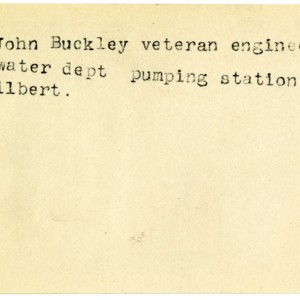 John Buckley veteran enginee
water dept pumping station
ilbert.